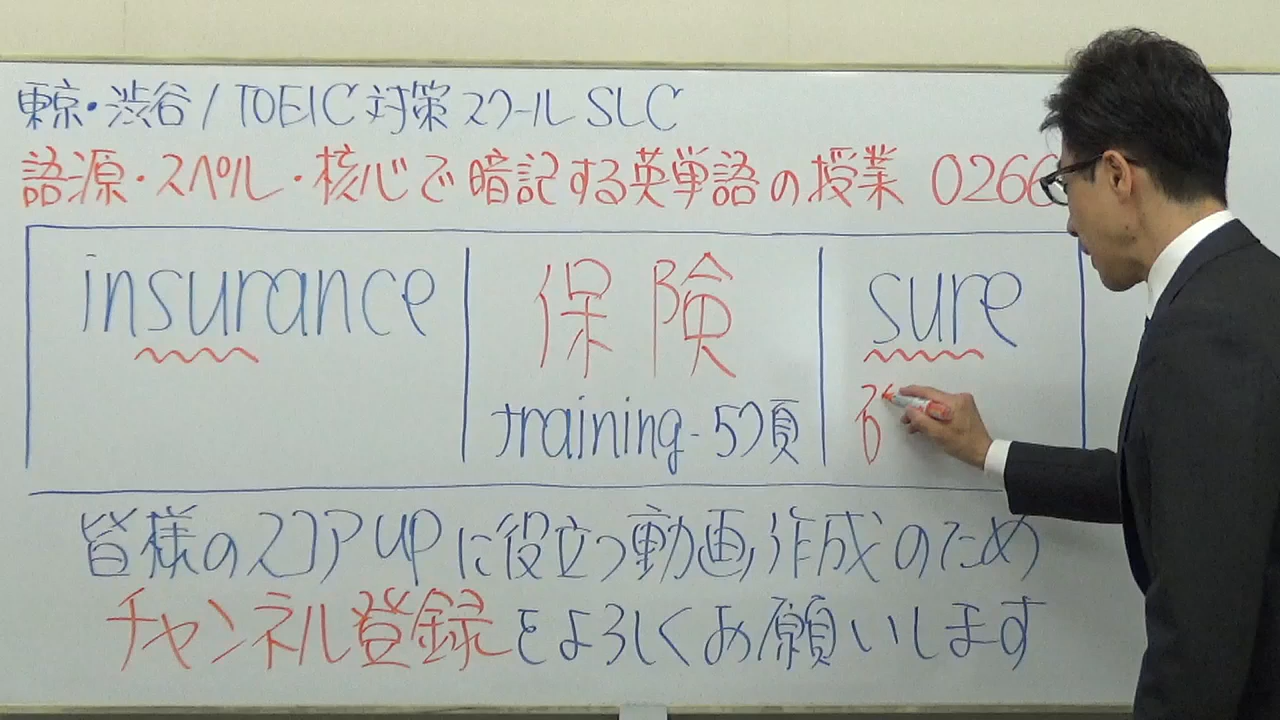 東京・渋谷/TOEIC対策スクールSLC
語源・スペル・核心で暗記する英単語の授業 0266
insurance 保険 sure
training-57頁
皆様のスコアUPに役立つ動画作成のため
チャンネル登録をよろしくお願いします